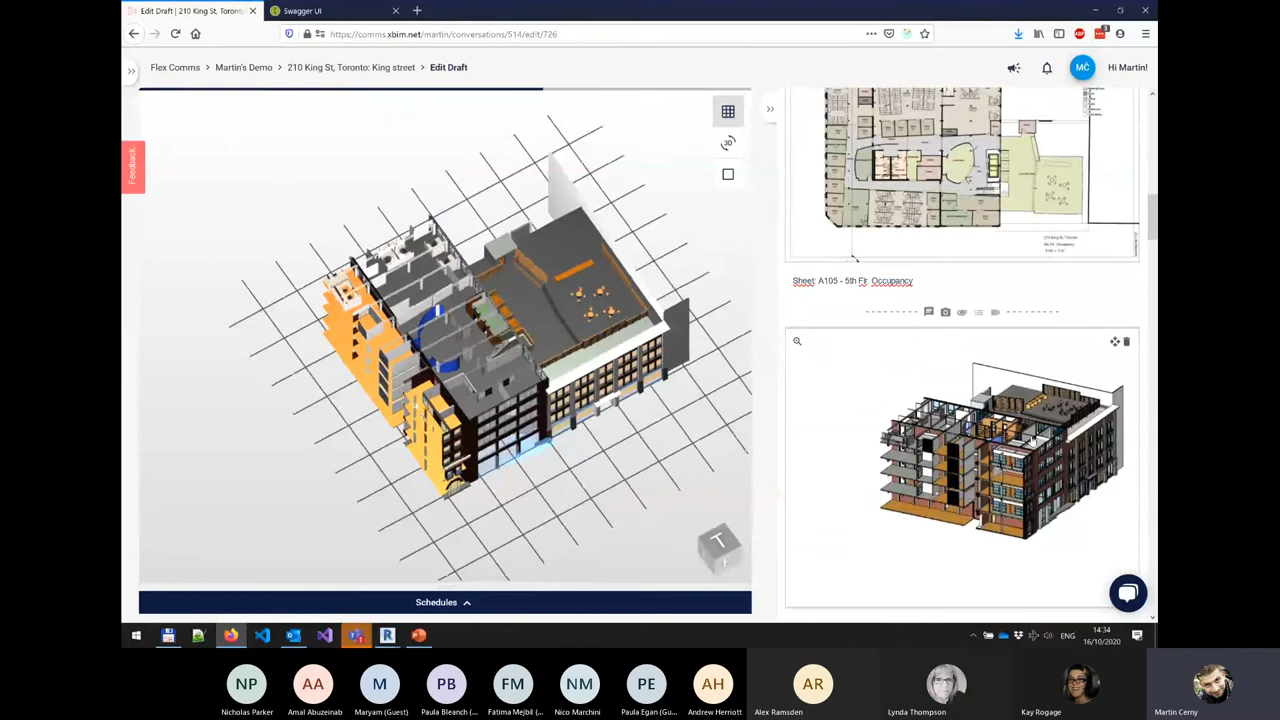 Edit Draft | 210 King St, Toront
Swagger UI
https://comms.xbim.net/martin/conversations/514/edit/726
Flex Comms > Martin's Demo > 210 King St, Toronto: King street > Edit Draft
MČ
Hi Martin!
Feedback
3D
T
Schedules
Sheet: A105 - 5th Flr. Occupancy
ENG
14:34
16/10/2020
NP
AA
M
PB
FM
NM
PE
AH
AR
Nicholas Parker
Amal Abuzeinab
Maryam (Guest)
Paula Bleanch (...
Fatima Mejbil (...
Nico Marchini
Paula Egan (Gu...
Andrew Herriott
Alex Ramsden
Lynda Thompson
Kay Rogage
Martin Cerny